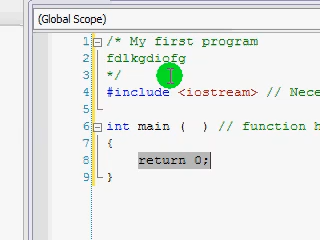 (Global Scope)
1 /* My first program
2 fdlkgdiofg
3 */
4 #include <iostream> // Nece
5
6 int main (  ) // function h
7 {
8 return 0;
9 }